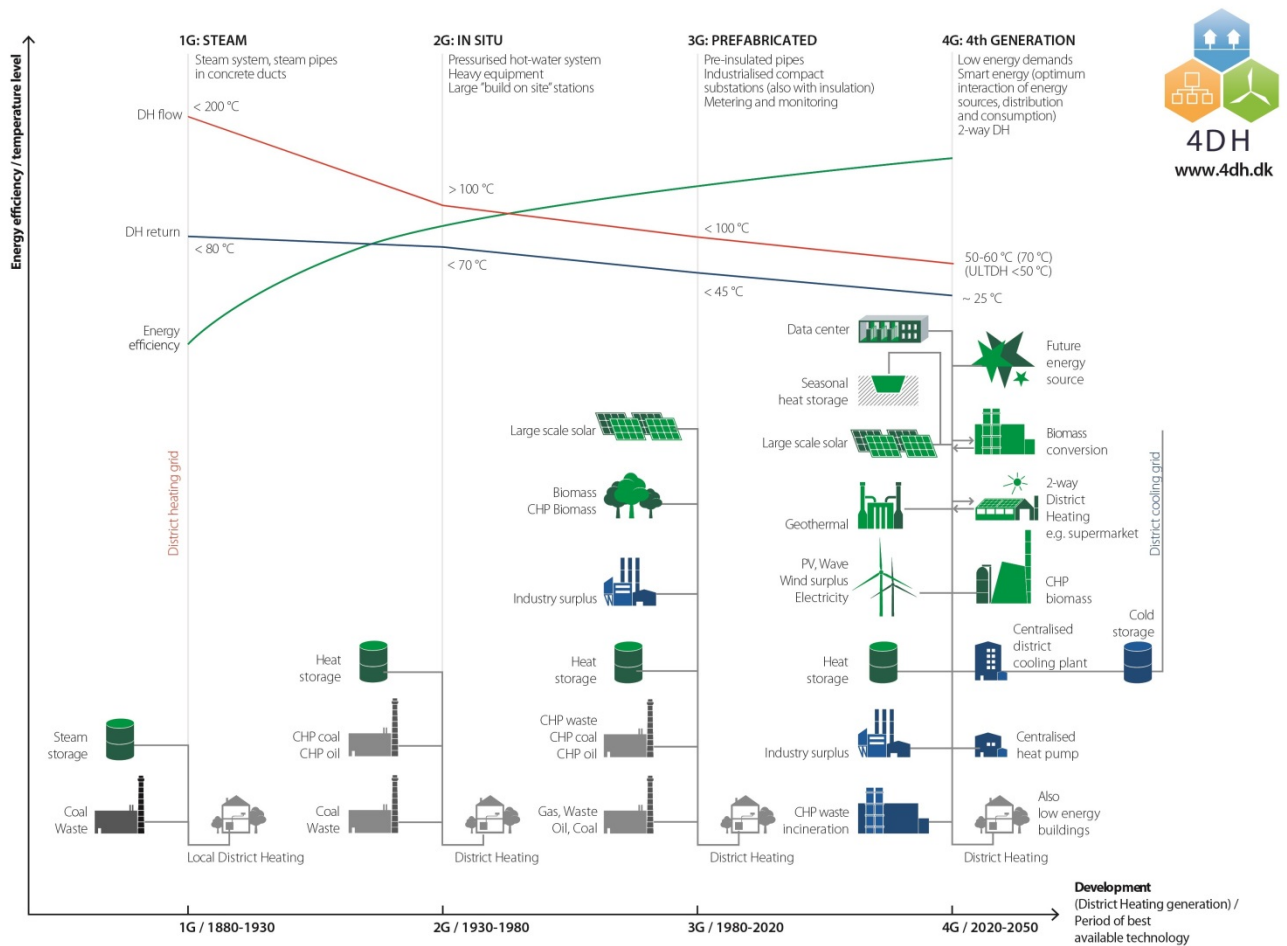 1G: STEAM
Steam system, steam pipes
in concrete ducts
2G: IN SITU
Pressurised hot-water system
Heavy equipment
Large “build on site” stations
3G: PREFABRICATED
Pre-insulated pipes
Industrialised compact
substations (also with insulation)
Metering and monitoring
4G: 4th GENERATION
Low energy demands
Smart energy (optimum
interaction of energy
sources, distribution
and consumption)
2-way DH
4DH
www.4dh.dk
Energy efficiency / temperature level
DH flow
< 200 °C
> 100 °C
< 100 °C
50-60 °C (70 °C)
(ULTDH <50 °C)
DH return
< 80 °C
< 70 °C
< 45 °C
~ 25 °C
Energy
efficiency
District heating grid
Steam
storage
Coal
Waste
Local District Heating
Heat
storage
CHP coal
CHP oil
Coal
Waste
District Heating
Large scale solar
Biomass
CHP Biomass
Industry surplus
Heat
storage
CHP waste
CHP coal
CHP oil
Gas, Waste
Oil, Coal
District Heating
Data center
Seasonal
heat storage
Large scale solar
Geothermal
PV, Wave
Wind surplus
Electricity
Heat
storage
Industry surplus
CHP waste
incineration
Future
energy
source
Biomass
conversion
2-way
District
Heating
e.g. supermarket
CHP
biomass
Centralised
district
cooling plant
Cold
storage
Centralised
heat pump
Also
low energy
buildings
District Heating
District cooling grid
1G / 1880-1930
2G / 1930-1980
3G / 1980-2020
4G / 2020-2050
Development
(District Heating generation) /
Period of best
available technology